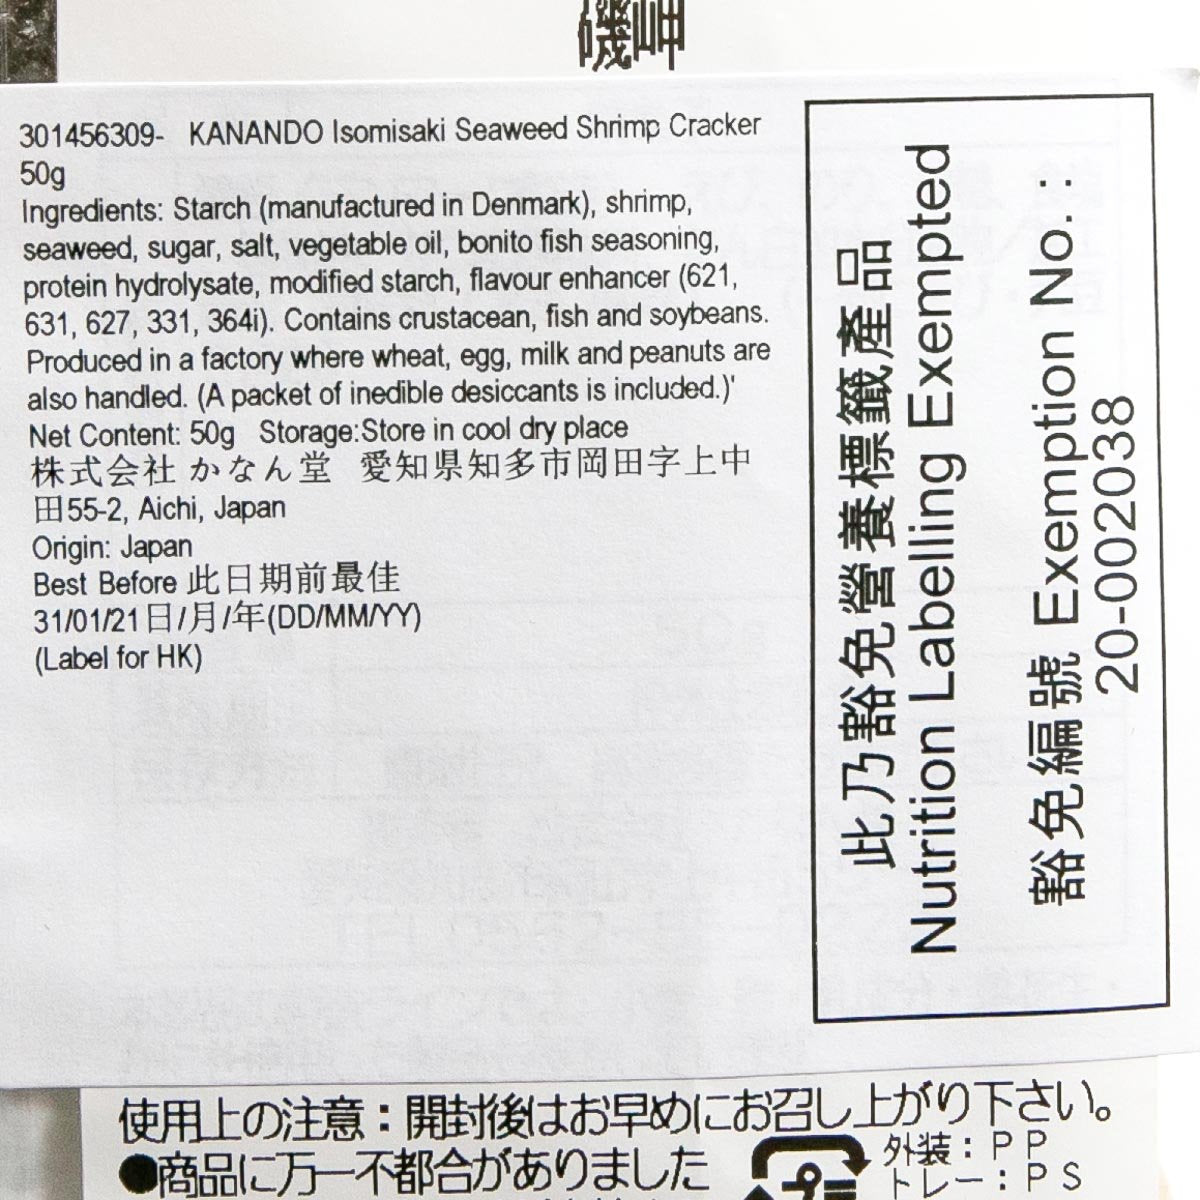 301456309- KANANDO Isomisaki Seaweed Shrimp Cracker
50g
Ingredients: Starch (manufactured in Denmark), shrimp,
seaweed, sugar, salt, vegetable oil, bonito fish seasoning,
protein hydrolysate, modified starch, flavour enhancer (621,
631, 627, 331, 364i). Contains crustacean, fish and soybeans.
Produced in a factory where wheat, egg, milk and peanuts are
also handled. (A packet of inedible desiccants is included.)'
Net Content: 50g Storage:Store in cool dry place
株式会社 かなん堂 愛知県知多市岡田字上中
田55-2, Aichi, Japan
Origin: Japan
Best Before 此日期前最佳
31/01/21日/月/年(DD/MM/YY)
(Label for HK)
此乃豁免營養標籤產品
Nutrition Labelling Exempted
豁免編號 Exemption No.:
20-002038
使用上の注意：開封後はお早めにお召し上がり下さい。
●商品に万一不都合がありました
外装：PP
トレー：PS